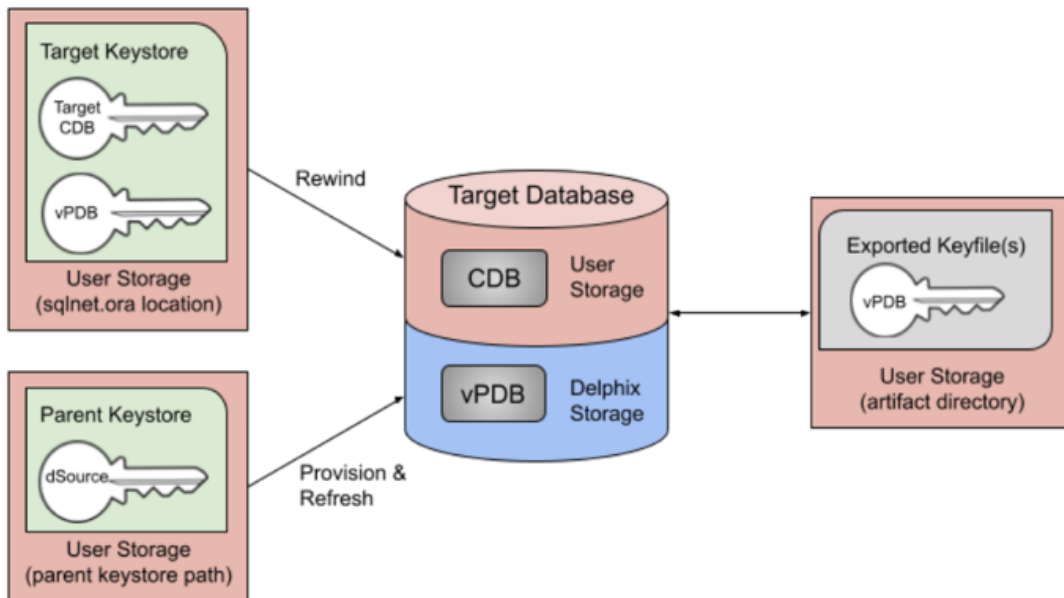 Target Keystore
Target
CDB
vPDB
User Storage
(sqlnet.ora location)
Rewind
Parent Keystore
dSource
User Storage
(parent keystore path)
Provision &
Refresh
Target Database
CDB
User
Storage
vPDB
Delphix
Storage
Exported Keyfile(s)
vPDB
User Storage
(artifact directory)